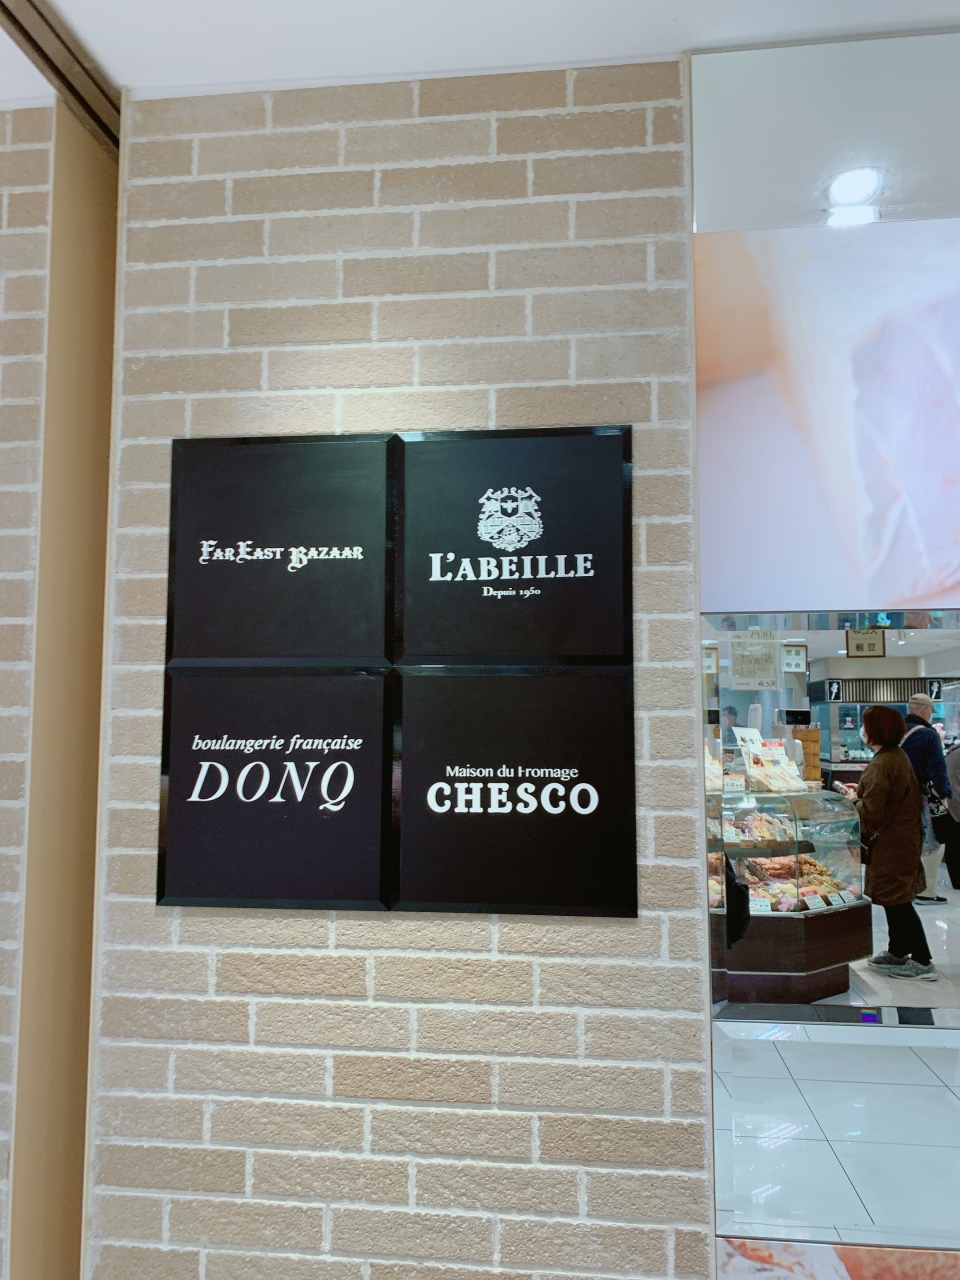 FAR EAST BAZAAR
L'ABEILLE
Depuis 1950
boulangerie française
DONQ
Maison du Fromage
CHESCO